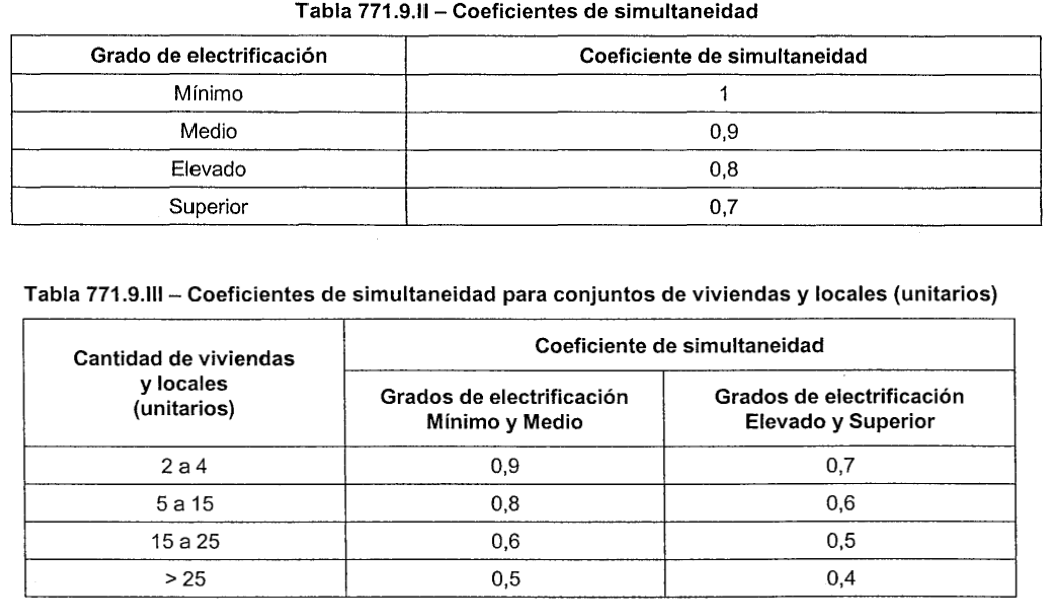 Tabla 771.9.II – Coeficientes de simultaneidad
Grado de electrificación Coeficiente de simultaneidad
Mínimo 1
Medio 0,9
Elevado 0,8
Superior 0,7
Tabla 771.9.III – Coeficientes de simultaneidad para conjuntos de viviendas y locales (unitarios)
Cantidad de viviendas
y locales
(unitarios)
Coeficiente de simultaneidad
Grados de electrificación
Mínimo y Medio
Grados de electrificación
Elevado y Superior
2 a 4 0,9 0,7
5 a 15 0,8 0,6
15 a 25 0,6 0,5
> 25 0,5 0,4